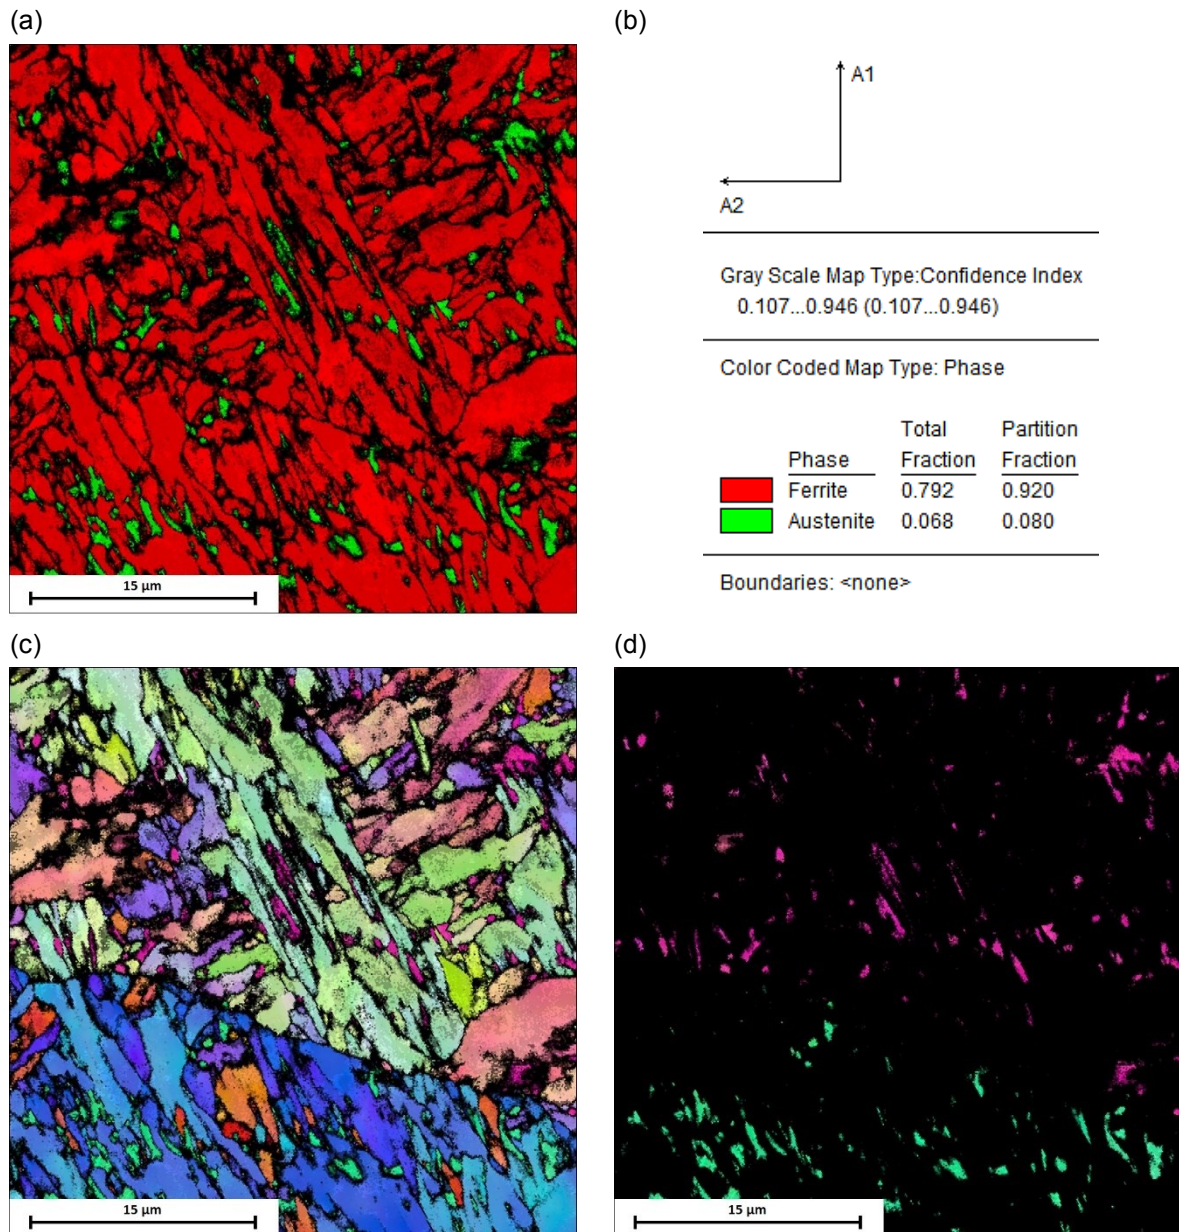 (a)
(b)
A1
A2
Gray Scale Map Type:Confidence Index
0.107...0.946 (0.107...0.946)
Color Coded Map Type: Phase
Total Partition
Phase Fraction Fraction
Ferrite 0.792 0.920
Austenite 0.068 0.080
Boundaries: <none>
15 µm
(c)
(d)
15 µm
15 µm